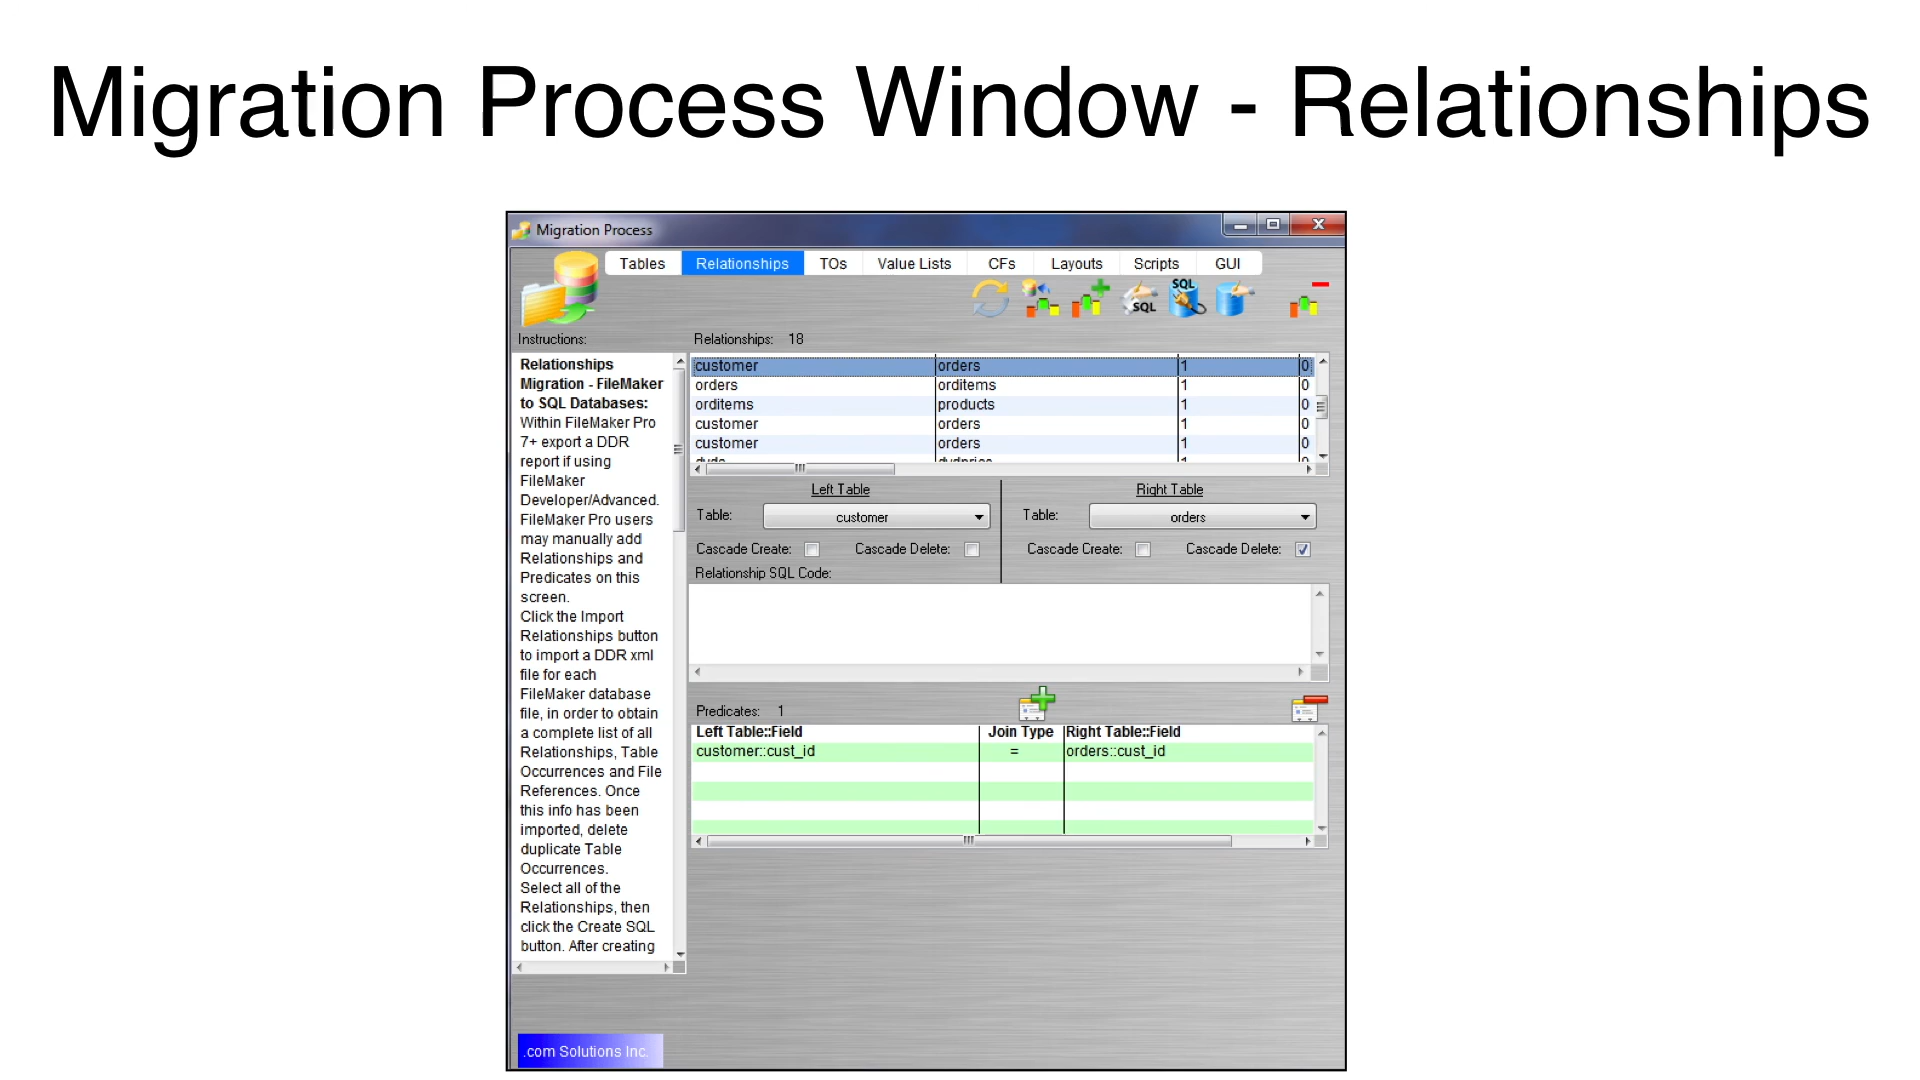 Migration Process Window - Relationships
Migration Process
Tables Relationships TOs Value Lists CFs Layouts Scripts GUI
SQL SQL
Instructions:
Relationships
Migration - FileMaker
to SQL Databases:
Within FileMaker Pro
7+ export a DDR
report if using
FileMaker
Developer/Advanced.
FileMaker Pro users
may manually add
Relationships and
Predicates on this
screen.
Click the Import
Relationships button
to import a DDR xml
file for each
FileMaker database
file, in order to obtain
a complete list of all
Relationships, Table
Occurrences and File
References. Once
this info has been
imported, delete
duplicate Table
Occurrences.
Select all of the
Relationships, then
click the Create SQL
button. After creating
Relationships: 18
customer orders 1 0
orders orditems 1 0
orditems products 1 0
customer orders 1 0
customer orders 1 0
Left Table Right Table
Table: customer Table: orders
Cascade Create: Cascade Delete: Cascade Create: Cascade Delete:
Relationship SQL Code:
Predicates: 1
Left Table::Field Join Type Right Table::Field
customer::cust_id = orders::cust_id
.com Solutions Inc.